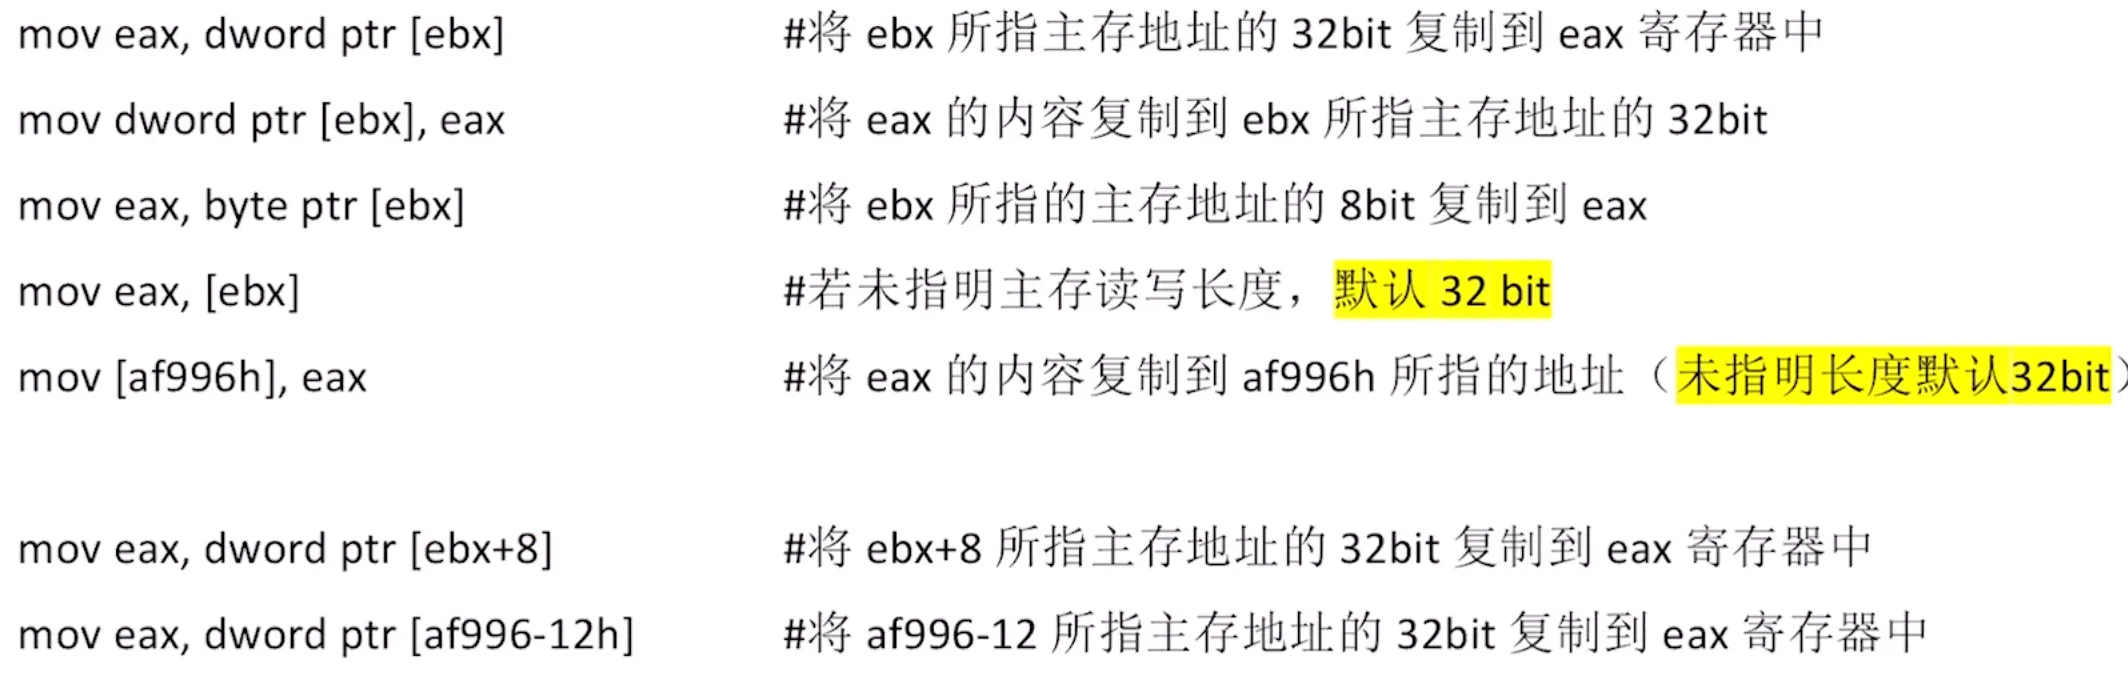 mov eax, dword ptr [ebx] #将 ebx 所指主存地址的 32bit 复制到 eax 寄存器中
mov dword ptr [ebx], eax #将 eax 的内容复制到 ebx 所指主存地址的 32bit
mov eax, byte ptr [ebx] #将 ebx 所指的主存地址的 8bit 复制到 eax
mov eax, [ebx] #若未指明主存读写长度，默认 32 bit
mov [af996h], eax #将 eax 的内容复制到 af996h 所指的地址（未指明长度默认32bit）
mov eax, dword ptr [ebx+8] #将 ebx+8 所指主存地址的 32bit 复制到 eax 寄存器中
mov eax, dword ptr [af996-12h] #将 af996-12 所指主存地址的 32bit 复制到 eax 寄存器中